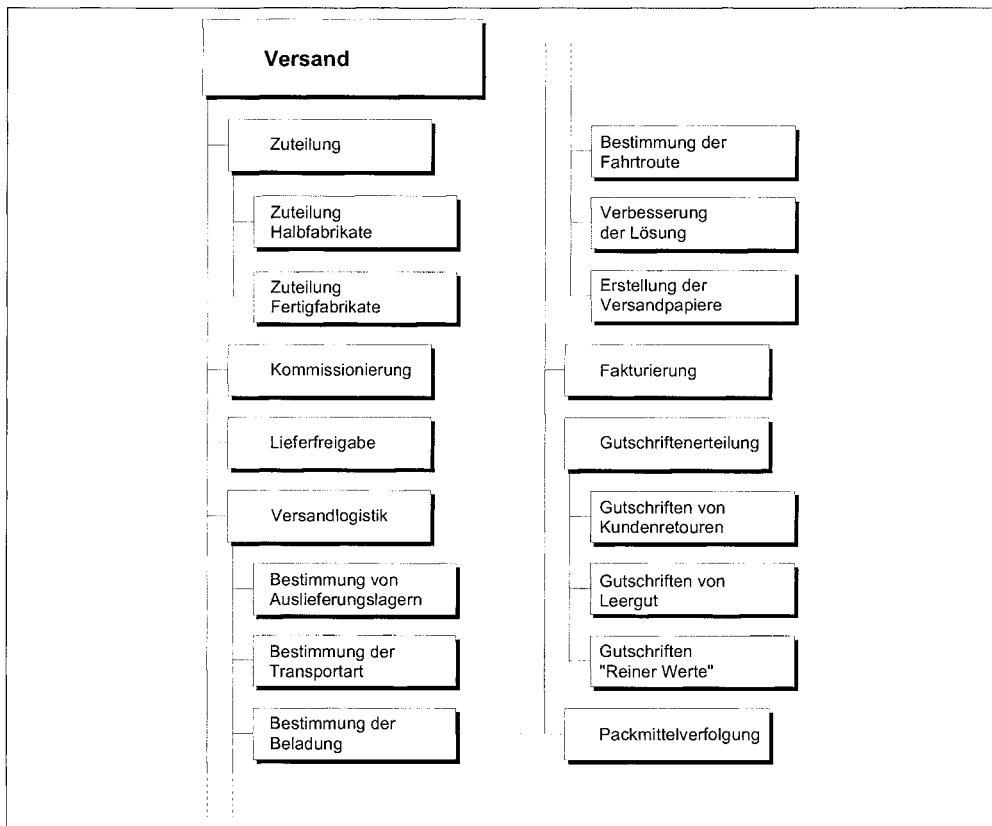 Versand
Zuteilung
Zuteilung
Halbfabrikate
Zuteilung
Fertigfabrikate
Kommissionierung
Lieferfreigabe
Versandlogistik
Bestimmung von
Auslieferungslagern
Bestimmung der
Transportart
Bestimmung der
Beladung
Bestimmung der
Fahrtroute
Verbesserung
der Lösung
Erstellung der
Versandpapiere
Fakturierung
Gutschriftenerteilung
Gutschriften von
Kundenretouren
Gutschriften von
Leergut
Gutschriften
"Reiner Werte"
Packmittelverfolgung